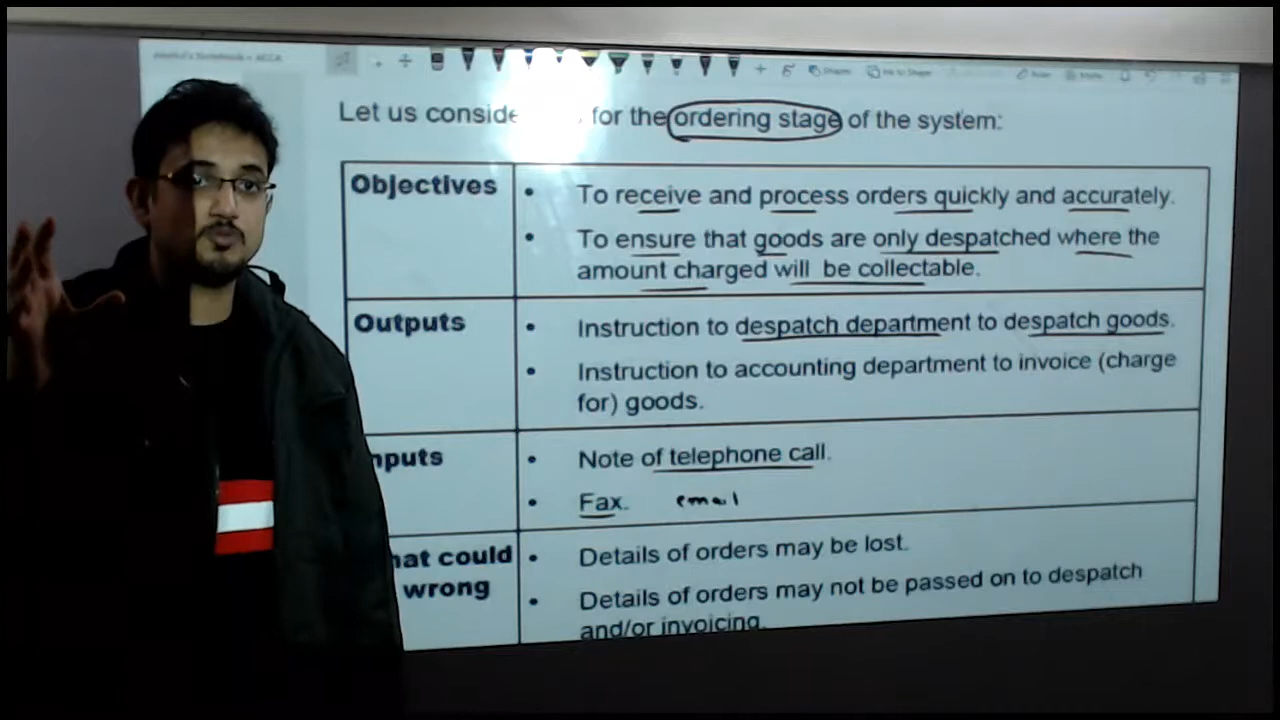 Let us conside for the ordering stage of the system:
Objectives
• To receive and process orders quickly and accurately.
• To ensure that goods are only despatched where the
amount charged will be collectable.
Outputs
• Instruction to despatch department to despatch goods.
• Instruction to accounting department to invoice (charge
for) goods.
nputs
• Note of telephone call.
• Fax. email
hat could
wrong
• Details of orders may be lost.
• Details of orders may not be passed on to despatch
and/or invoicing.